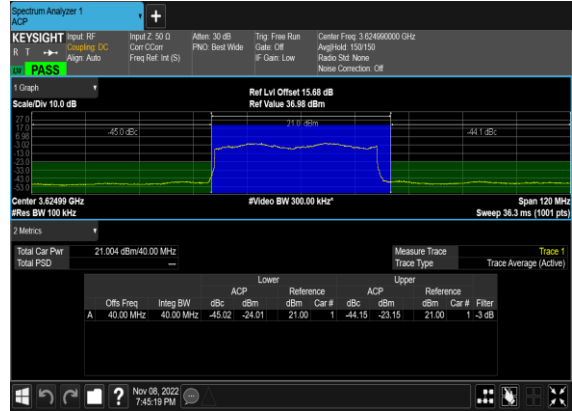 Spectrum Analyzer 1
ACP
+
KEYSIGHT Input: RF Input Z: 50 Ω Atten: 30 dB Trig: Free Run Center Freq: 3.624990000 GHz
R T Coupling: DC Corr CCorr PNO: Best Wide Gate: Off Avg|Hold: 150/150
Align: Auto Freq Ref: Int (S) IF Gain: Low Radio Std: None
LW PASS Noise Correction: Off
1 Graph
Scale/Div 10.0 dB
Ref Lvl Offset 15.68 dB
Ref Value 36.98 dBm
27.0
17.0
6.98
-3.02
-13.0
-23.0
-33.0
-43.0
-53.0
-45.0 dBc
21.0 dBm
-44.1 dBc
Center 3.62499 GHz #Video BW 300.00 kHz* Span 120 MHz
#Res BW 100 kHz Sweep 36.3 ms (1001 pts)
2 Metrics
Total Car Pwr 21.004 dBm/40.00 MHz Measure Trace Trace 1
Total PSD --- Trace Type Trace Average (Active)
Lower Upper
ACP Reference ACP Reference
Offs Freq Integ BW dBc dBm dBm Car # dBc dBm dBm Car # Filter
A 40.00 MHz 40.00 MHz -45.02 -24.01 21.00 1 -44.15 -23.15 21.00 1 -3 dB
?
Nov 08, 2022
7:45:19 PM